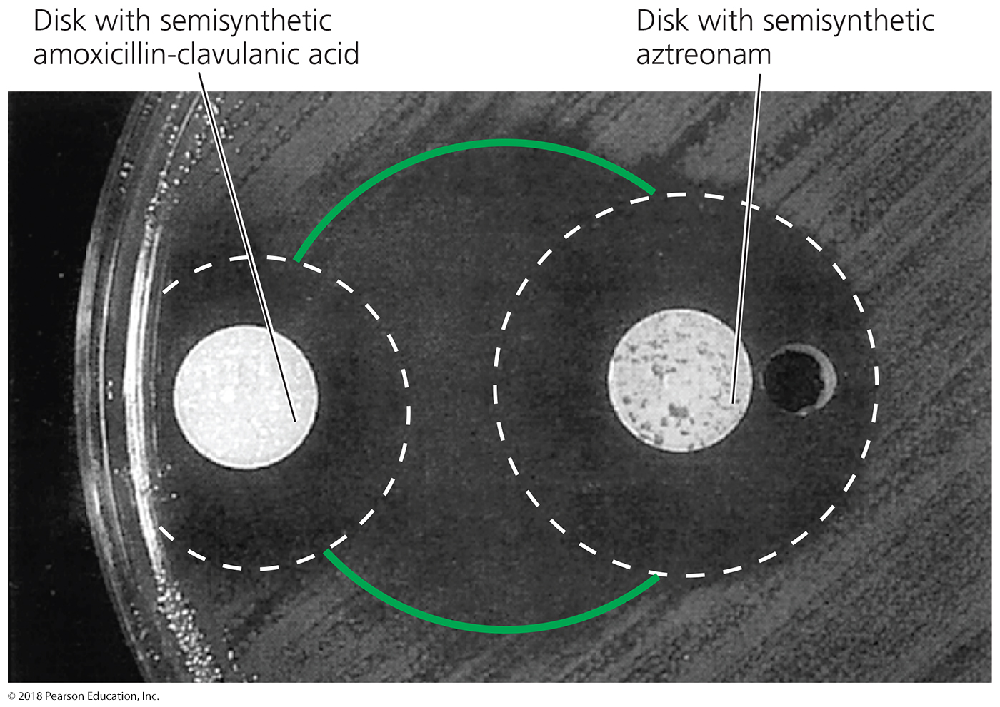 Disk with semisynthetic
amoxicillin-clavulanic acid
Disk with semisynthetic
aztreonam
© 2018 Pearson Education, Inc.